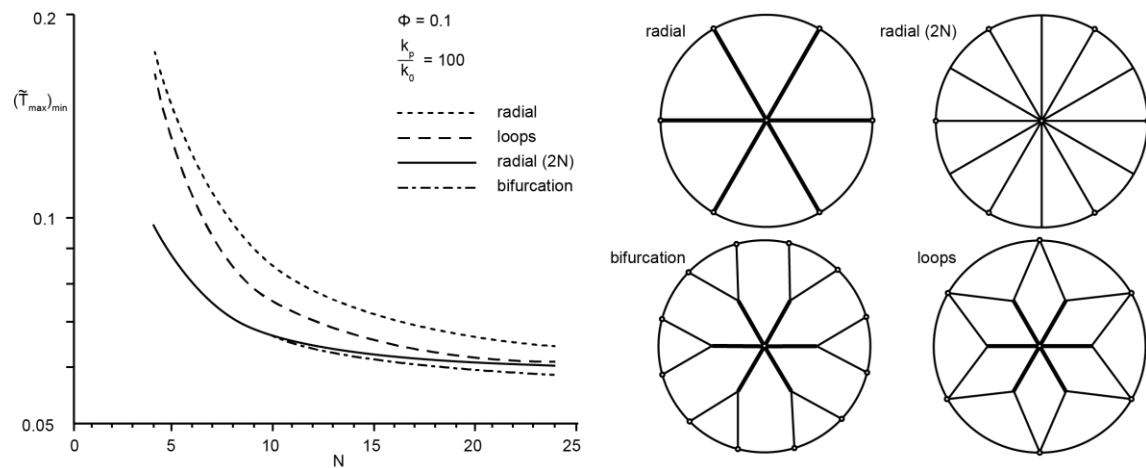 0.2
(T̃max)min
0.1
0.05
0
5
10
15
20
25
N
Φ = 0.1
kp
k0
= 100
radial
loops
radial (2N)
bifurcation
radial
radial (2N)
bifurcation
loops